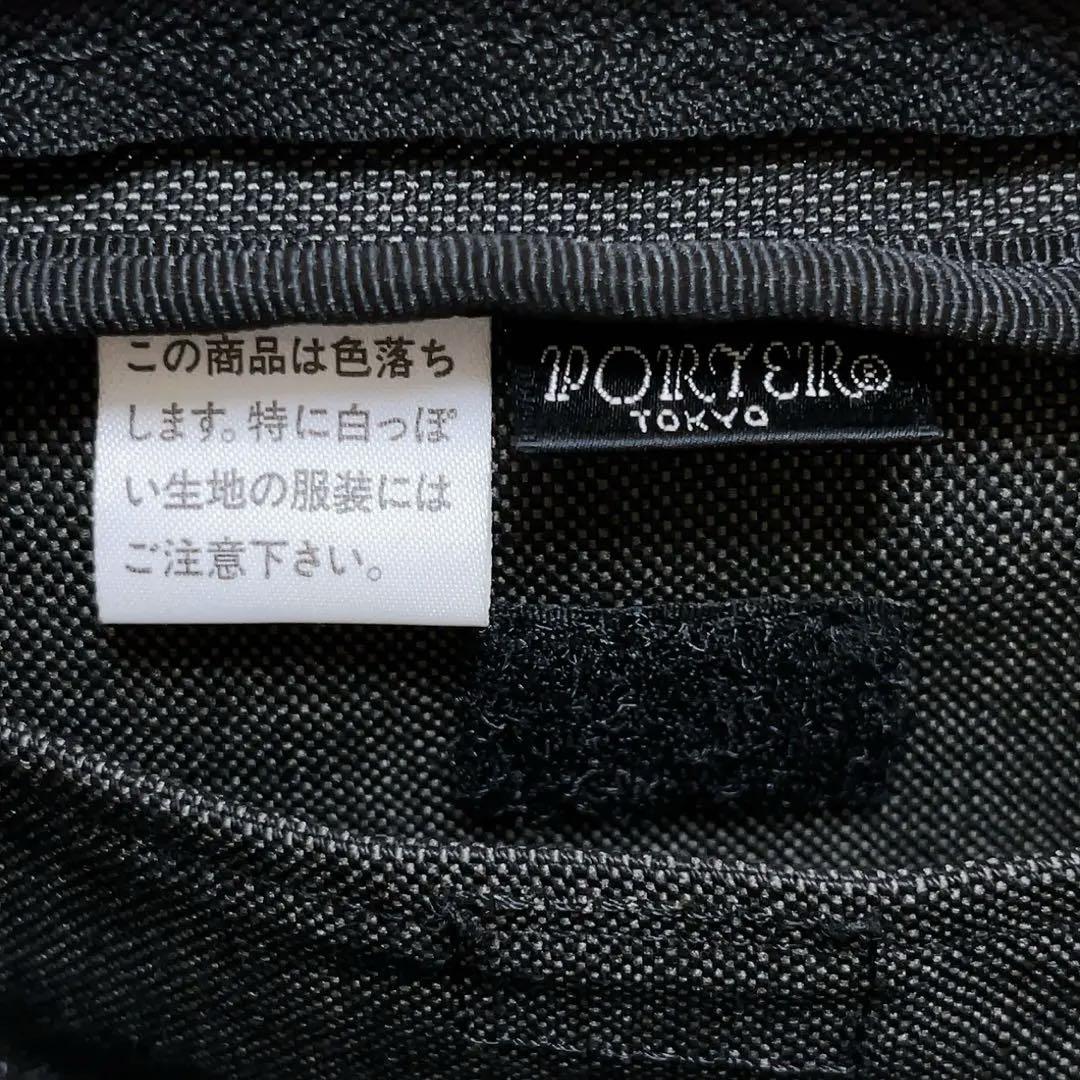 この商品は色落ち
します。特に白っぽ
い生地の服装には
ご注意下さい。
PORTER®
TOKYO